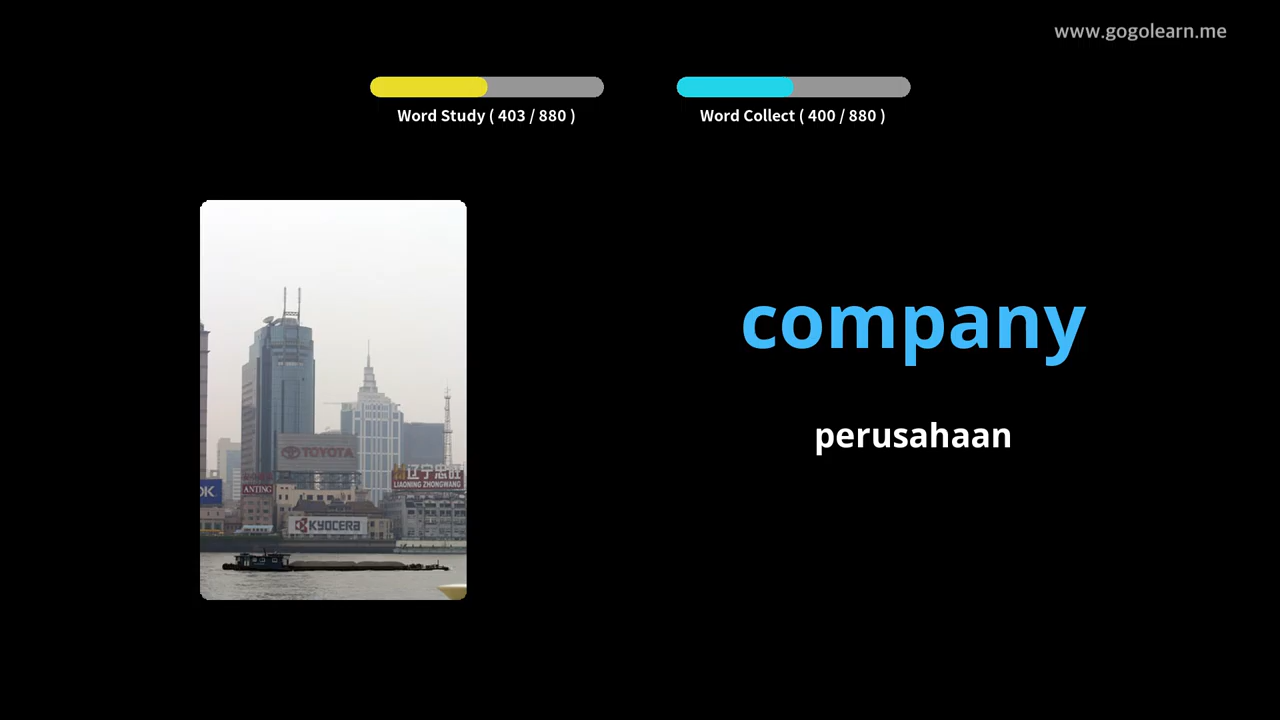 www.gogolearn.me
Word Study ( 403 / 880 )
Word Collect ( 400 / 880 )
company
perusahaan
TOYOTA
辽宁忠旺
LIAONING ZHONGWANG
OK
ANTING
KYOCERA